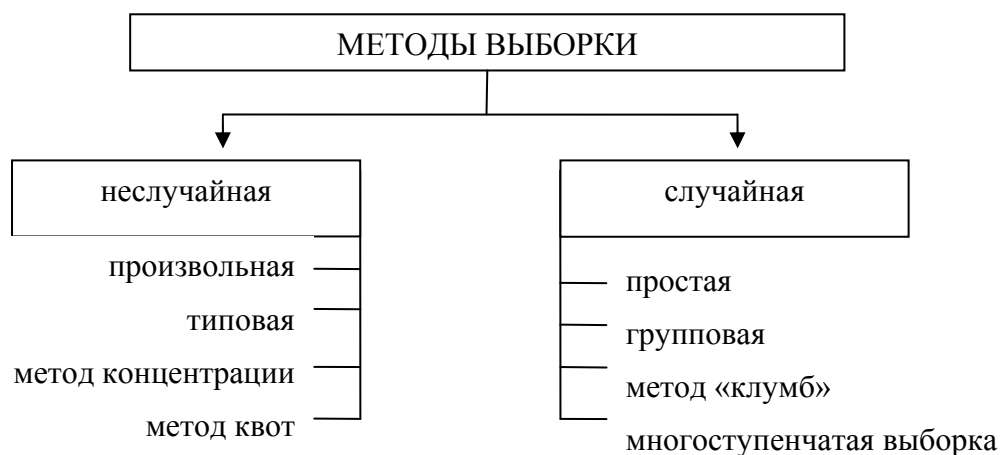 МЕТОДЫ ВЫБОРКИ
неслучайная
произвольная
типовая
метод концентрации
метод квот
случайная
простая
групповая
метод «клумб»
многоступенчатая выборка